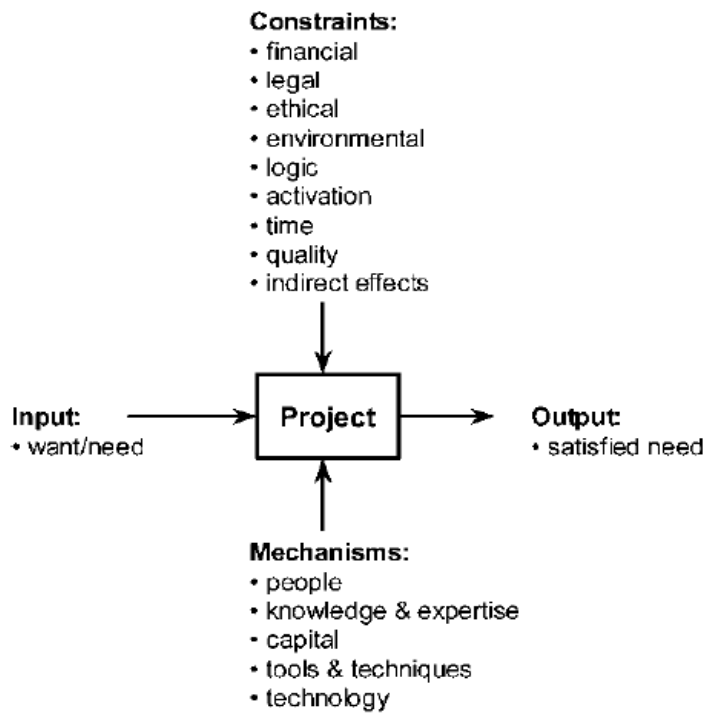 Constraints:
• financial
• legal
• ethical
• environmental
• logic
• activation
• time
• quality
• indirect effects
Input:
• want/need
Project
Output:
• satisfied need
Mechanisms:
• people
• knowledge & expertise
• capital
• tools & techniques
• technology